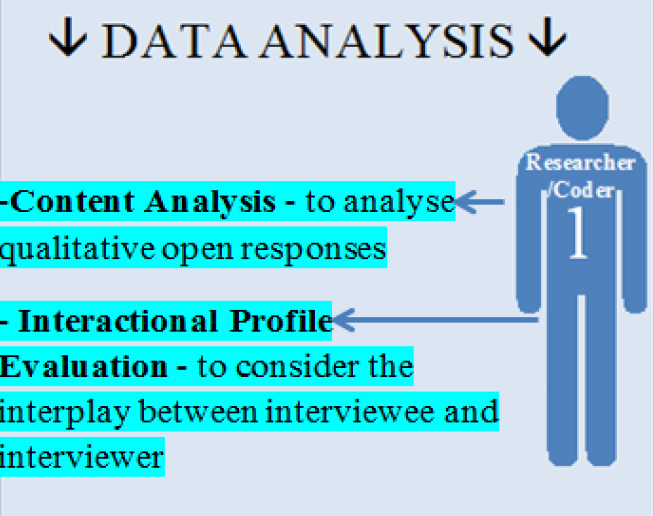 ↓ DATA ANALYSIS ↓
Researcher
/Coder
1
-Content Analysis - to analyse
qualitative open responses
- Interactional Profile
Evaluation - to consider the
interplay between interviewee and
interviewer